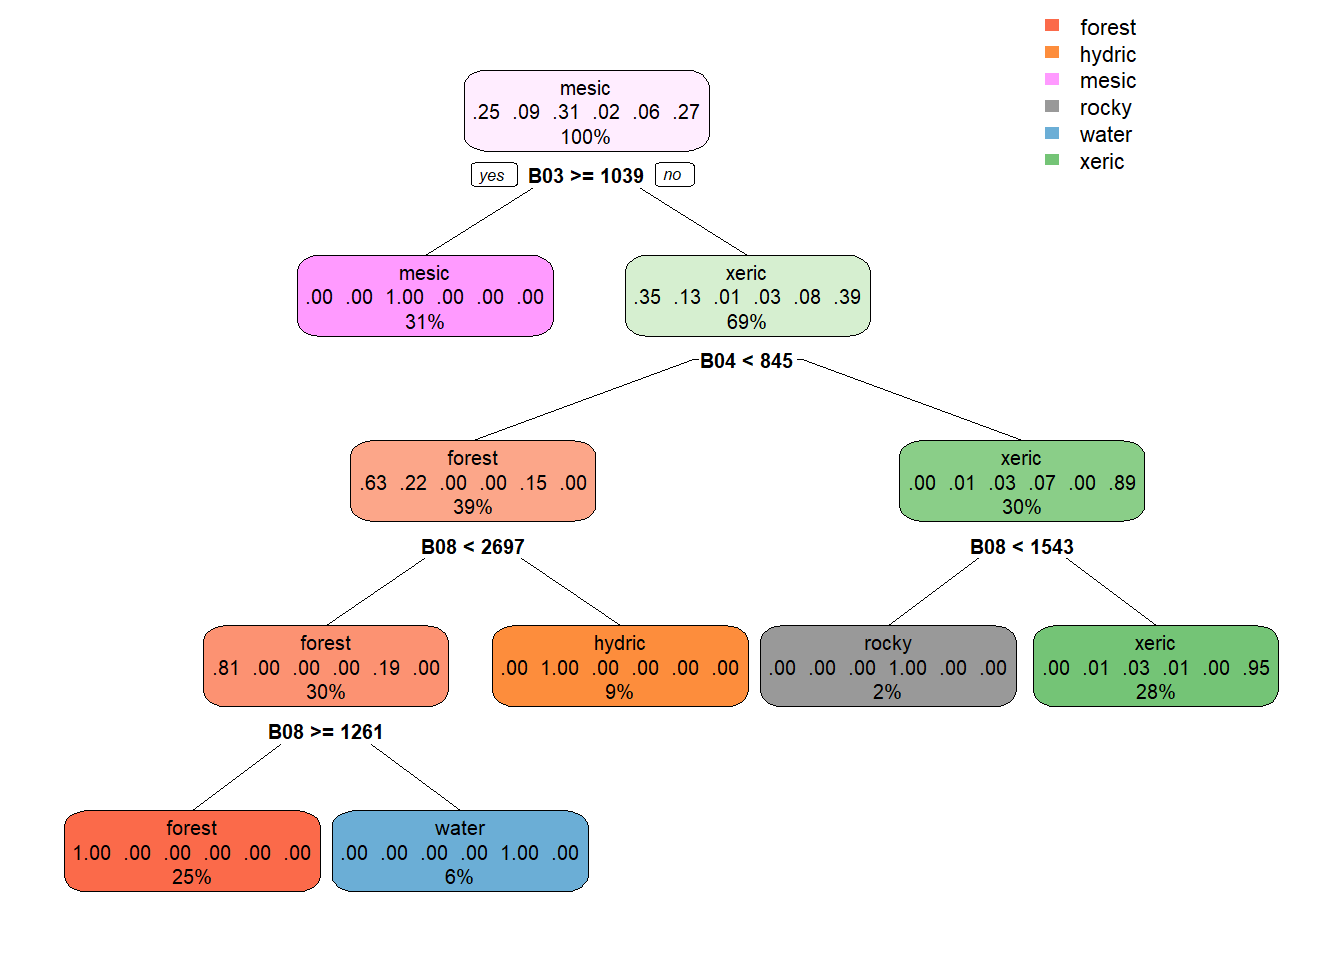 forest
hydric
mesic
rocky
water
xeric
mesic
.25 .09 .31 .02 .06 .27
100%
yes B03 >= 1039 no
mesic
.00 .00 1.00 .00 .00 .00
31%
xeric
.35 .13 .01 .03 .08 .39
69%
B04 < 845
forest
.63 .22 .00 .00 .15 .00
39%
xeric
.00 .01 .03 .07 .00 .89
30%
B08 < 2697
B08 < 1543
forest
.81 .00 .00 .00 .19 .00
30%
hydric
.00 1.00 .00 .00 .00 .00
9%
rocky
.00 .00 .00 1.00 .00 .00
2%
xeric
.00 .01 .03 .01 .00 .95
28%
B08 >= 1261
forest
1.00 .00 .00 .00 .00 .00
25%
water
.00 .00 .00 .00 1.00 .00
6%